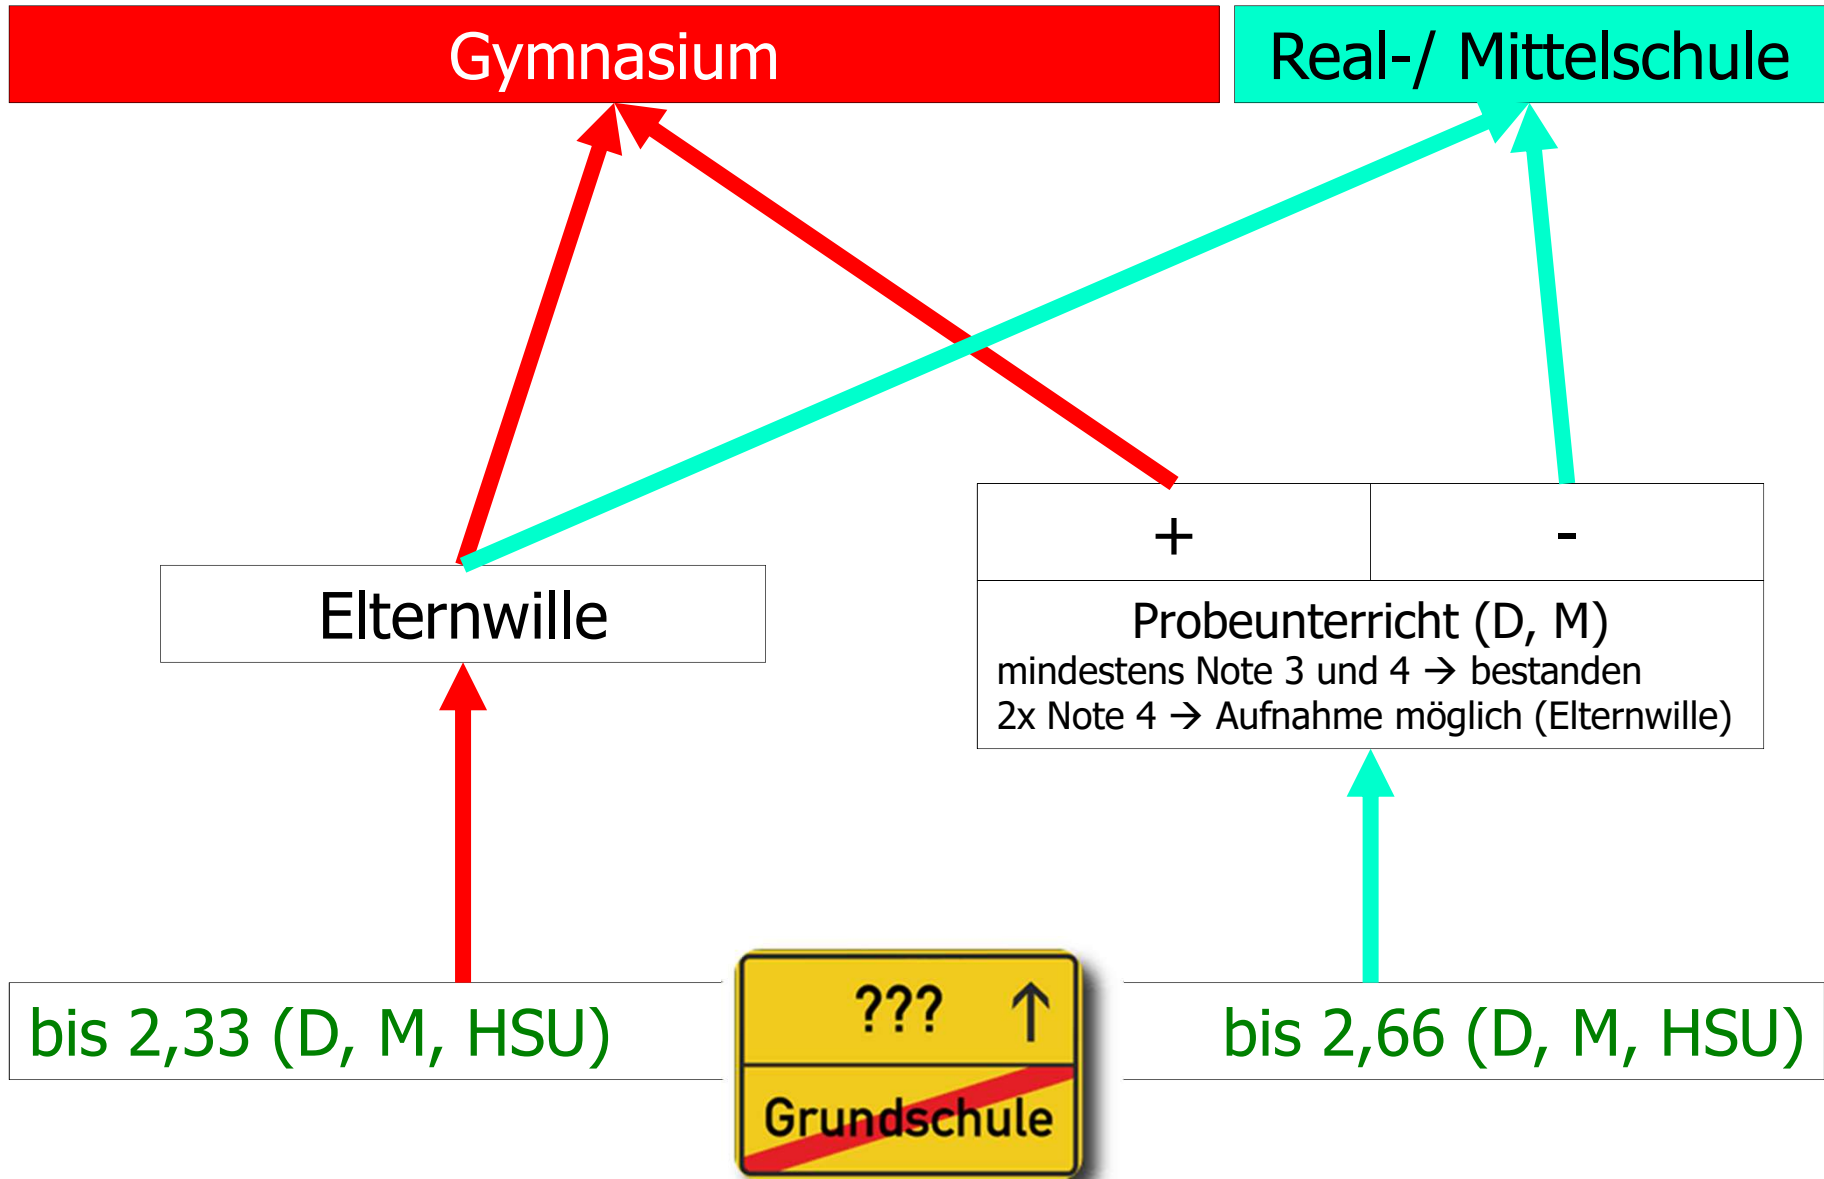 Gymnasium
Real-/ Mittelschule
+
-
Elternwille
Probeunterricht (D, M)
mindestens Note 3 und 4 → bestanden
2x Note 4 → Aufnahme möglich (Elternwille)
bis 2,33 (D, M, HSU)
??? ↑
Grundschule
bis 2,66 (D, M, HSU)